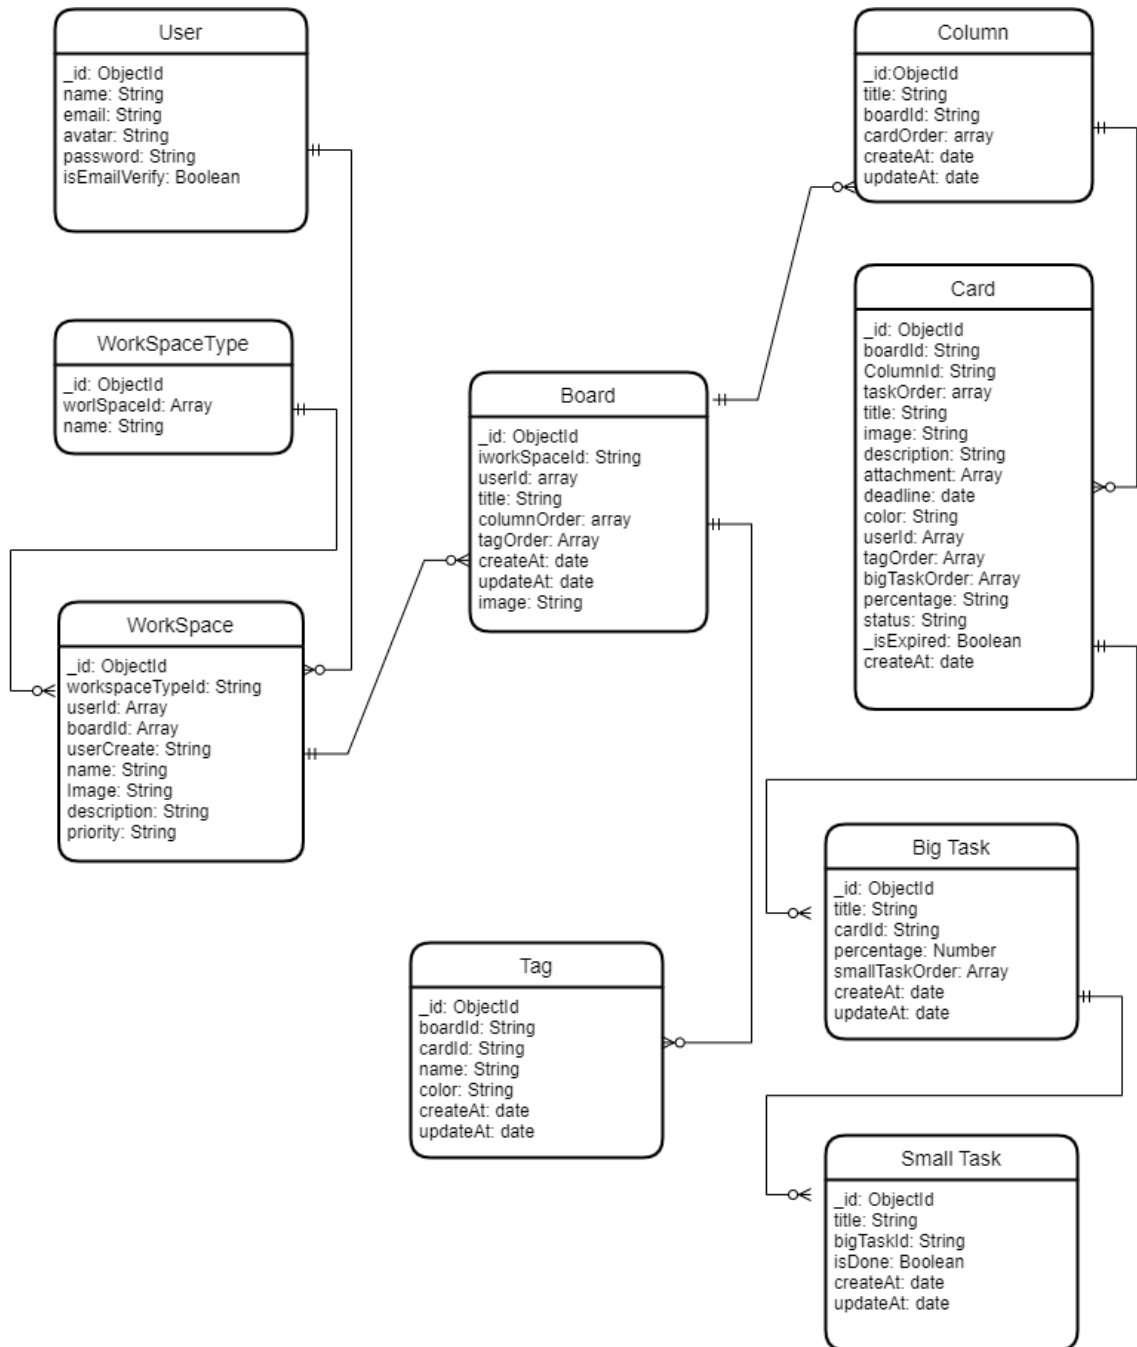 User
_id: ObjectId
name: String
email: String
avatar: String
password: String
isEmailVerify: Boolean
WorkSpaceType
_id: ObjectId
worlSpaceId: Array
name: String
WorkSpace
_id: ObjectId
workspaceTypeId: String
userId: Array
boardId: Array
userCreate: String
name: String
Image: String
description: String
priority: String
Board
_id: ObjectId
iworkSpaceId: String
userId: array
title: String
columnOrder: array
tagOrder: Array
createAt: date
updateAt: date
image: String
Tag
_id: ObjectId
boardId: String
cardId: String
name: String
color: String
createAt: date
updateAt: date
Column
_id:ObjectId
title: String
boardId: String
cardOrder: array
createAt: date
updateAt: date
Card
_id: ObjectId
boardId: String
ColumnId: String
taskOrder: array
title: String
image: String
description: String
attachment: Array
deadline: date
color: String
userId: Array
tagOrder: Array
bigTaskOrder: Array
percentage: String
status: String
_isExpired: Boolean
createAt: date
Big Task
_id: ObjectId
title: String
cardId: String
percentage: Number
smallTaskOrder: Array
createAt: date
updateAt: date
Small Task
_id: ObjectId
title: String
bigTaskId: String
isDone: Boolean
createAt: date
updateAt: date